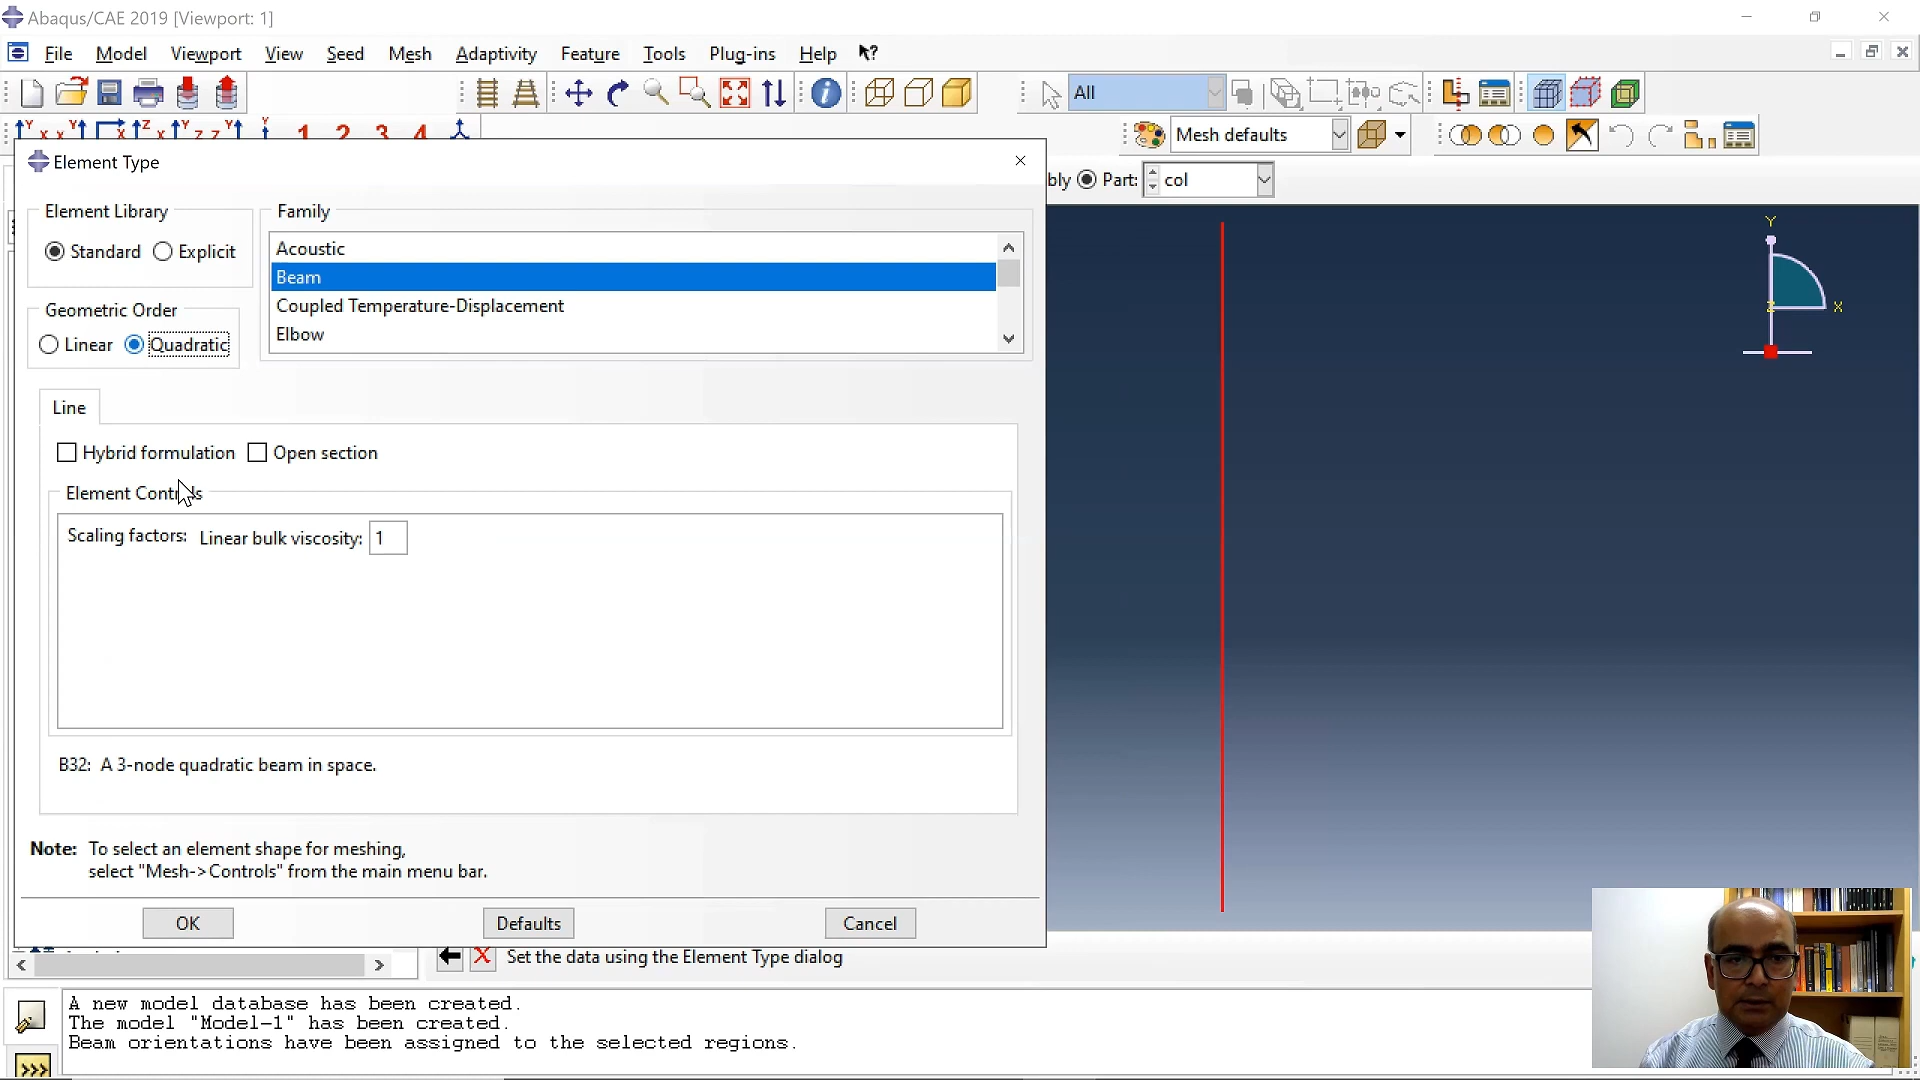 Abaqus/CAE 2019 [Viewport: 1]
File Model Viewport View Seed Mesh Adaptivity Feature Tools Plug-ins Help
All
1 2 3 4
Mesh defaults
Element Type
bly Part: col
Element Library
Standard Explicit
Family
Acoustic
Beam
Coupled Temperature-Displacement
Elbow
Geometric Order
Linear Quadratic
Y
Z
X
Line
Hybrid formulation Open section
Element Controls
Scaling factors: Linear bulk viscosity: 1
B32: A 3-node quadratic beam in space.
Note: To select an element shape for meshing,
select "Mesh->Controls" from the main menu bar.
OK Defaults Cancel
Set the data using the Element Type dialog
A new model database has been created.
The model "Model-1" has been created.
Beam orientations have been assigned to the selected regions.
>>>